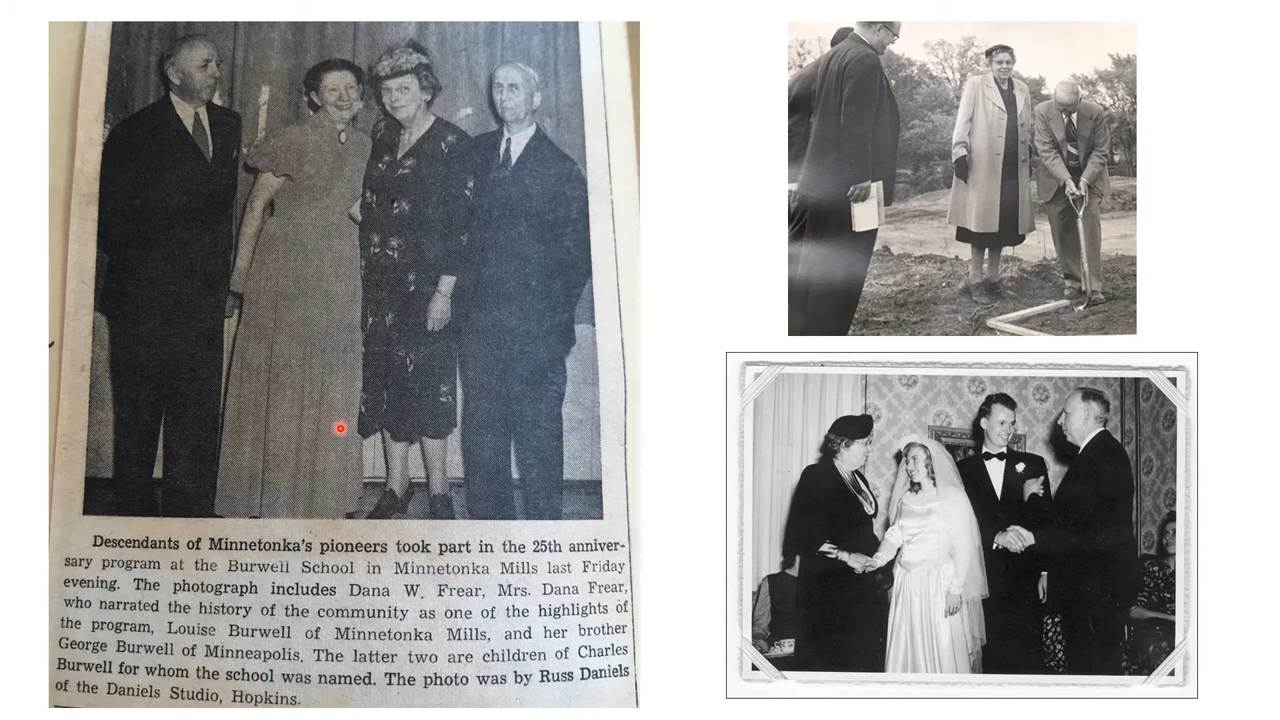 Descendants of Minnetonka's pioneers took part in the 25th anniver-
sary program at the Burwell School in Minnetonka Mills last Friday
evening. The photograph includes Dana W. Frear, Mrs. Dana Frear,
who narrated the history of the community as one of the highlights of
the program, Louise Burwell of Minnetonka Mills, and her brother
George Burwell of Minneapolis. The latter two are children of Charles
Burwell for whom the school was named. The photo was by Russ Daniels
of the Daniels Studio, Hopkins.